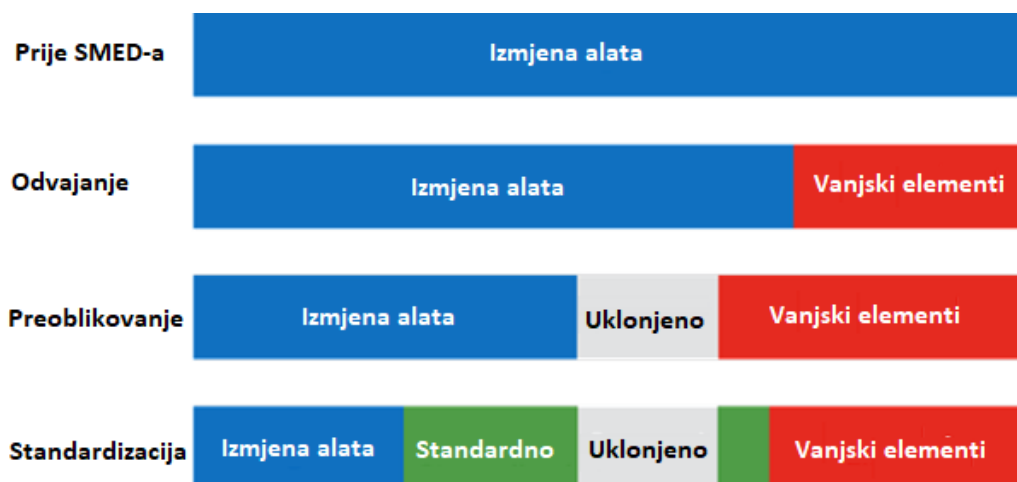 Prije SMED-a
Izmjena alata
Odvajanje
Izmjena alata
Vanjski elementi
Preoblikovanje
Izmjena alata
Uklonjeno
Vanjski elementi
Standardizacija
Izmjena alata
Standardno
Uklonjeno
Vanjski elementi